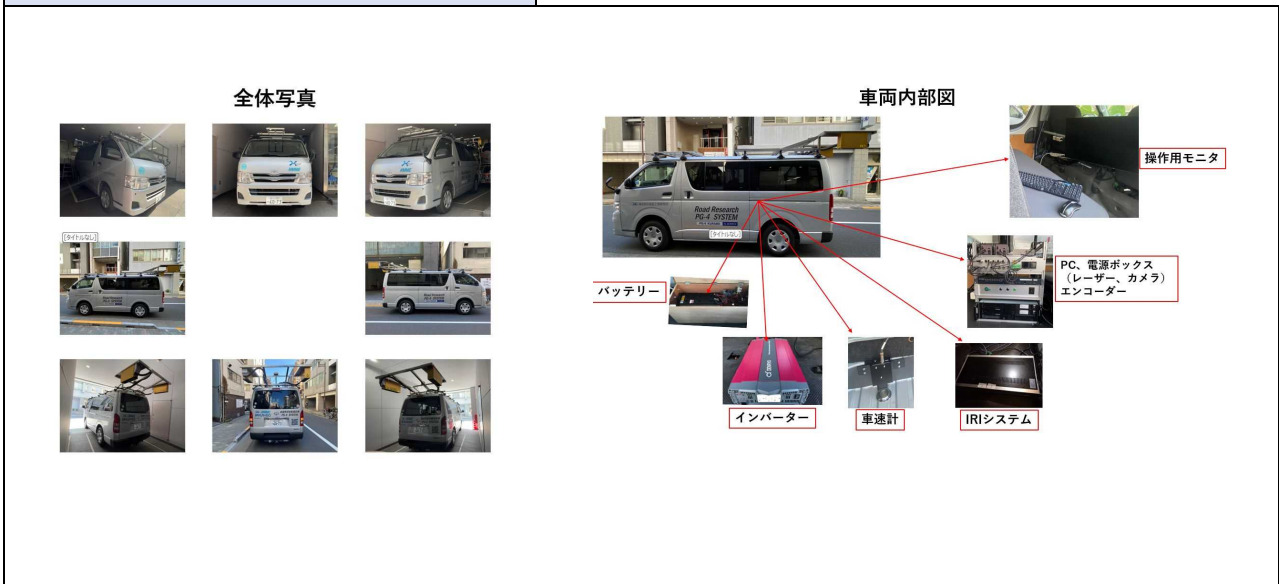 全体写真
[タイトルなし]
車両内部図
Road Research
PG-4 SYSTEM
[タイトルなし]
操作用モニタ
PC、電源ボックス
（レーザー、カメラ）
エンコーダー
バッテリー
インバーター
車速計
IRIシステム